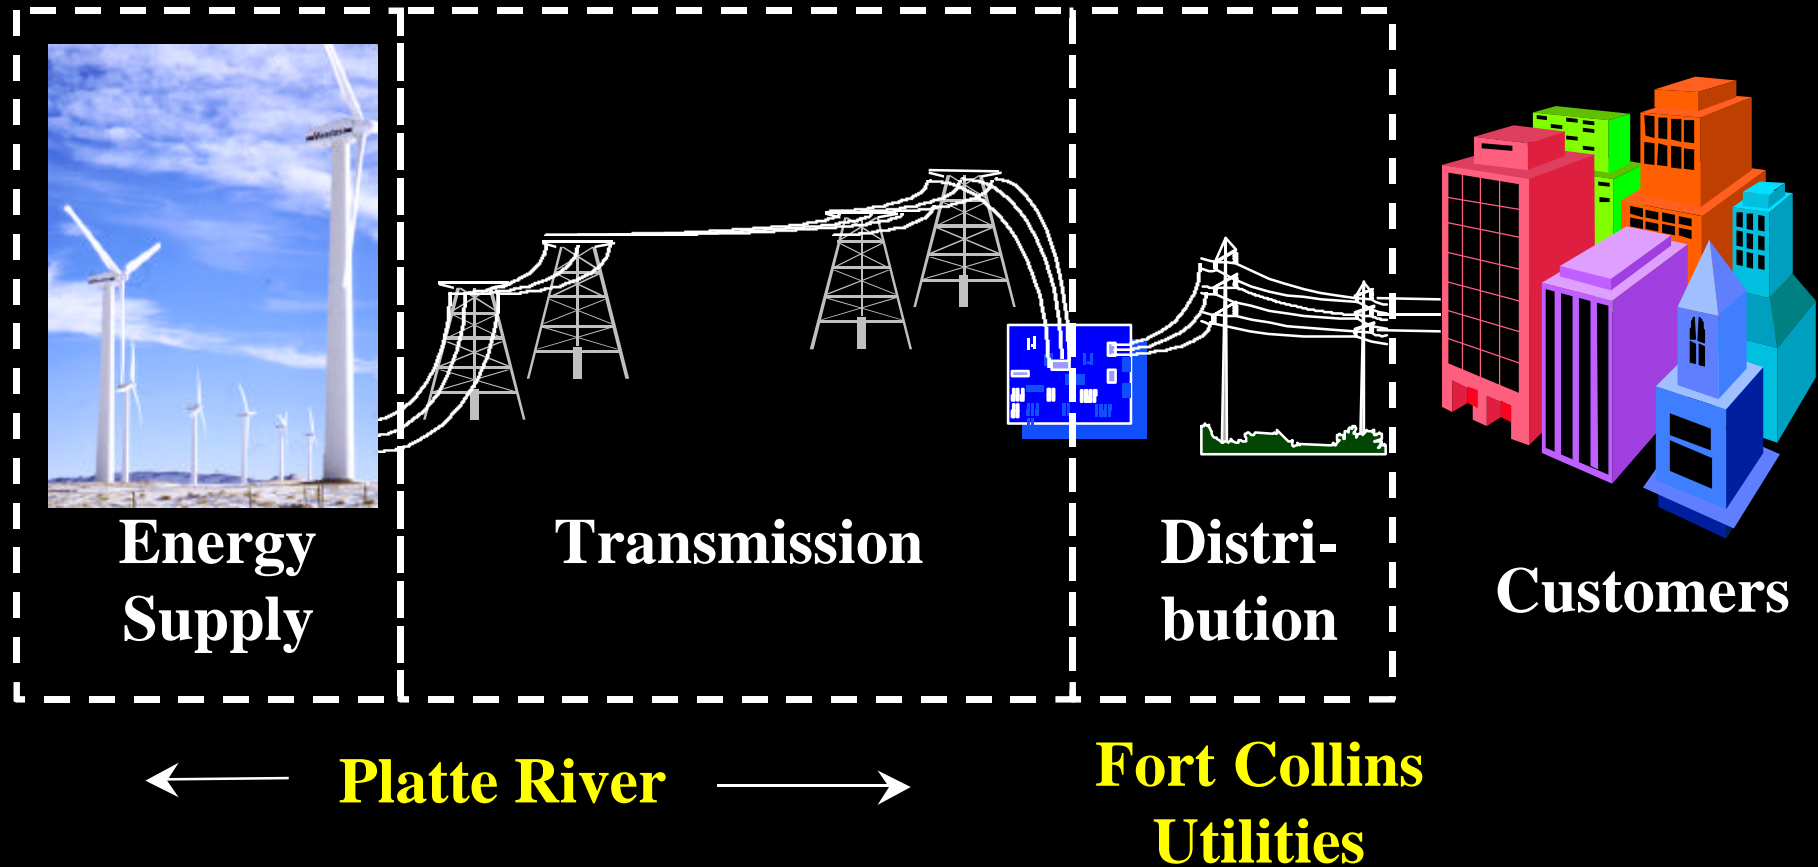 Energy
Supply
Transmission
Distri-
bution
Customers
Platte River
Fort Collins
Utilities